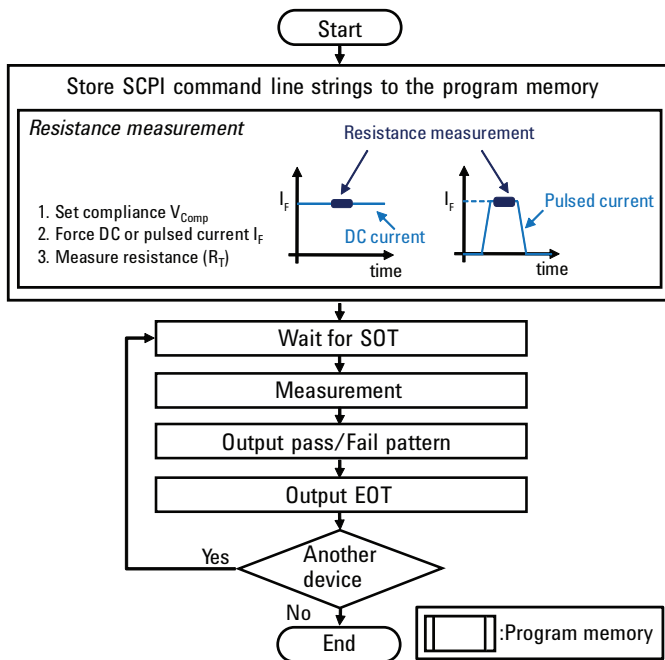 Start
Store SCPI command line strings to the program memory
Resistance measurement
Resistance measurement
I_F
DC current
time
I_F
Pulsed current
time
1. Set compliance V_Comp
2. Force DC or pulsed current I_F
3. Measure resistance (R_T)
Wait for SOT
Measurement
Output pass/Fail pattern
Output EOT
Another
device
Yes
No
End
:Program memory